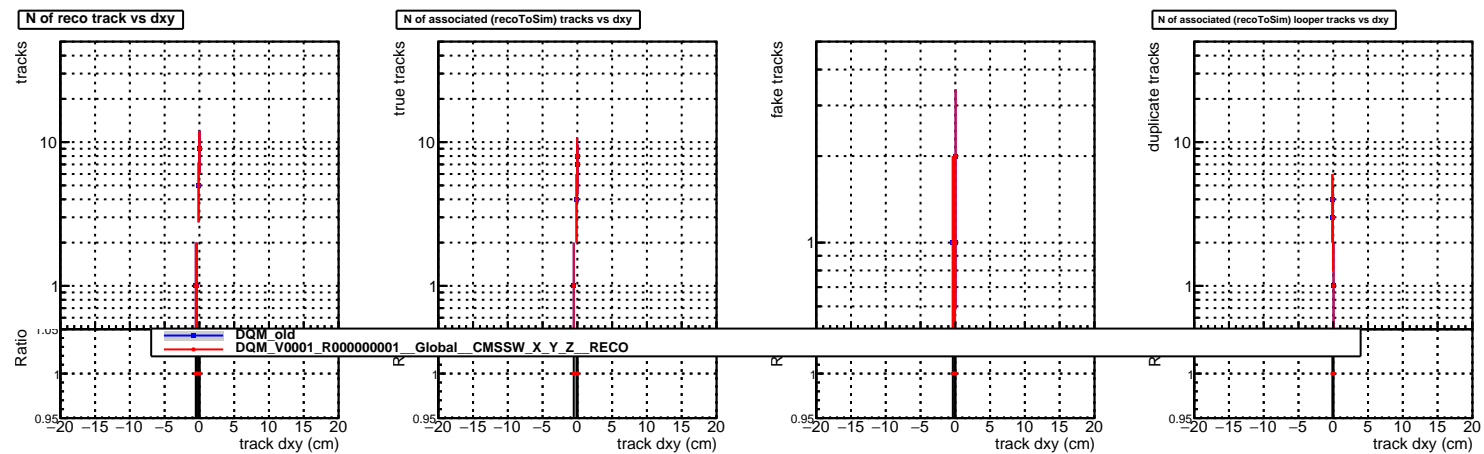 N of reco track vs dxy
N of associated (recoToSim) tracks vs dxy
N of associated (recoToSim) looper tracks vs dxy
tracks
10
1
Ratio
1
0.95
−20 −15 −10 −5 0 5 10 15 20
track dxy (cm)
true tracks
10
1
1
0.95
−20 −15 −10 −5 0 5 10 15 20
track dxy (cm)
fake tracks
1
1
0.95
−20 −15 −10 −5 0 5 10 15 20
track dxy (cm)
duplicate tracks
10
1
1
0.95
−20 −15 −10 −5 0 5 10 15 20
track dxy (cm)
DQM_old
DQM_V0001_R000000001__Global__CMSSW_X_Y_Z__RECO